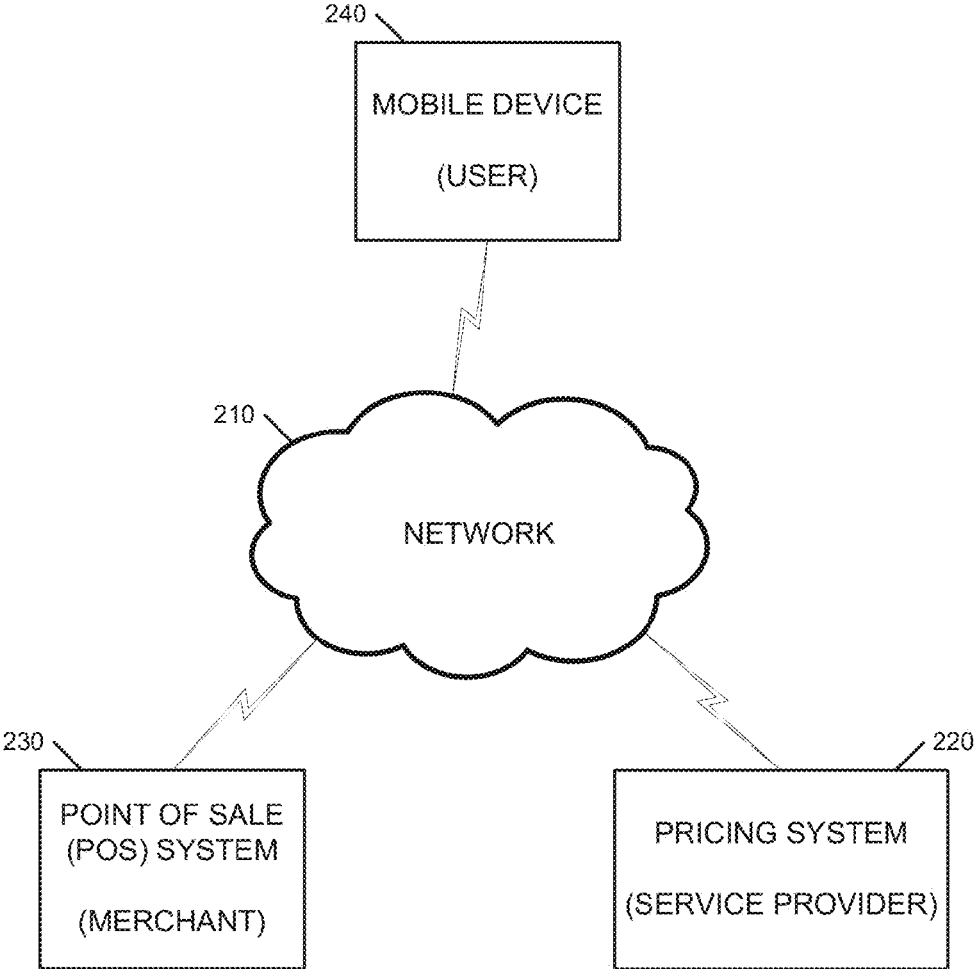 240
MOBILE DEVICE
(USER)
210
NETWORK
230
220
POINT OF SALE
(POS) SYSTEM
(MERCHANT)
PRICING SYSTEM
(SERVICE PROVIDER)